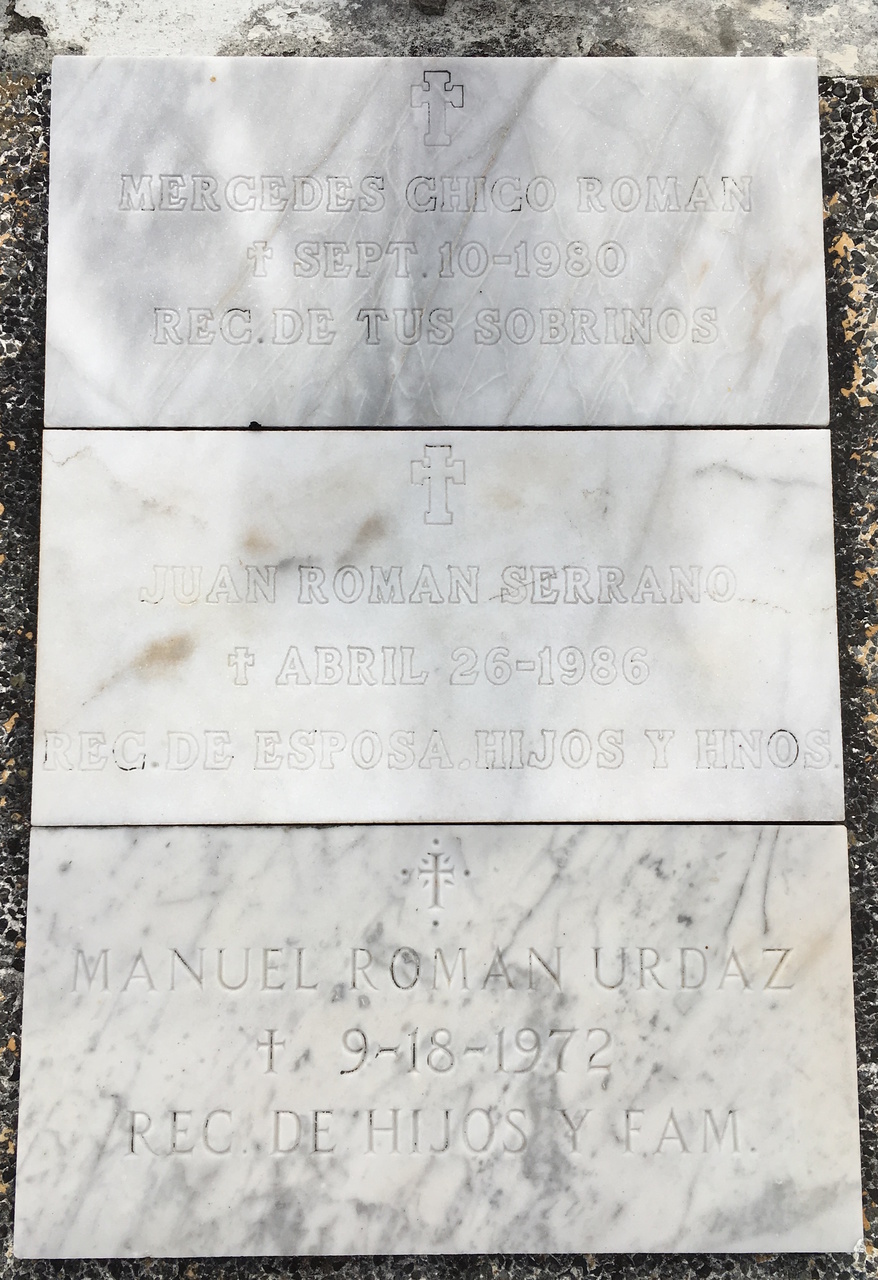 MERCEDES CHICO ROMAN
† SEPT. 10-1980
REC. DE TUS SOBRINOS
JUAN ROMAN SERRANO
† ABRIL 26-1986
REC. DE ESPOSA. HIJOS Y HNOS.
MANUEL ROMAN URDAZ
† 9-18-1972
REC. DE HIJOS Y FAM.